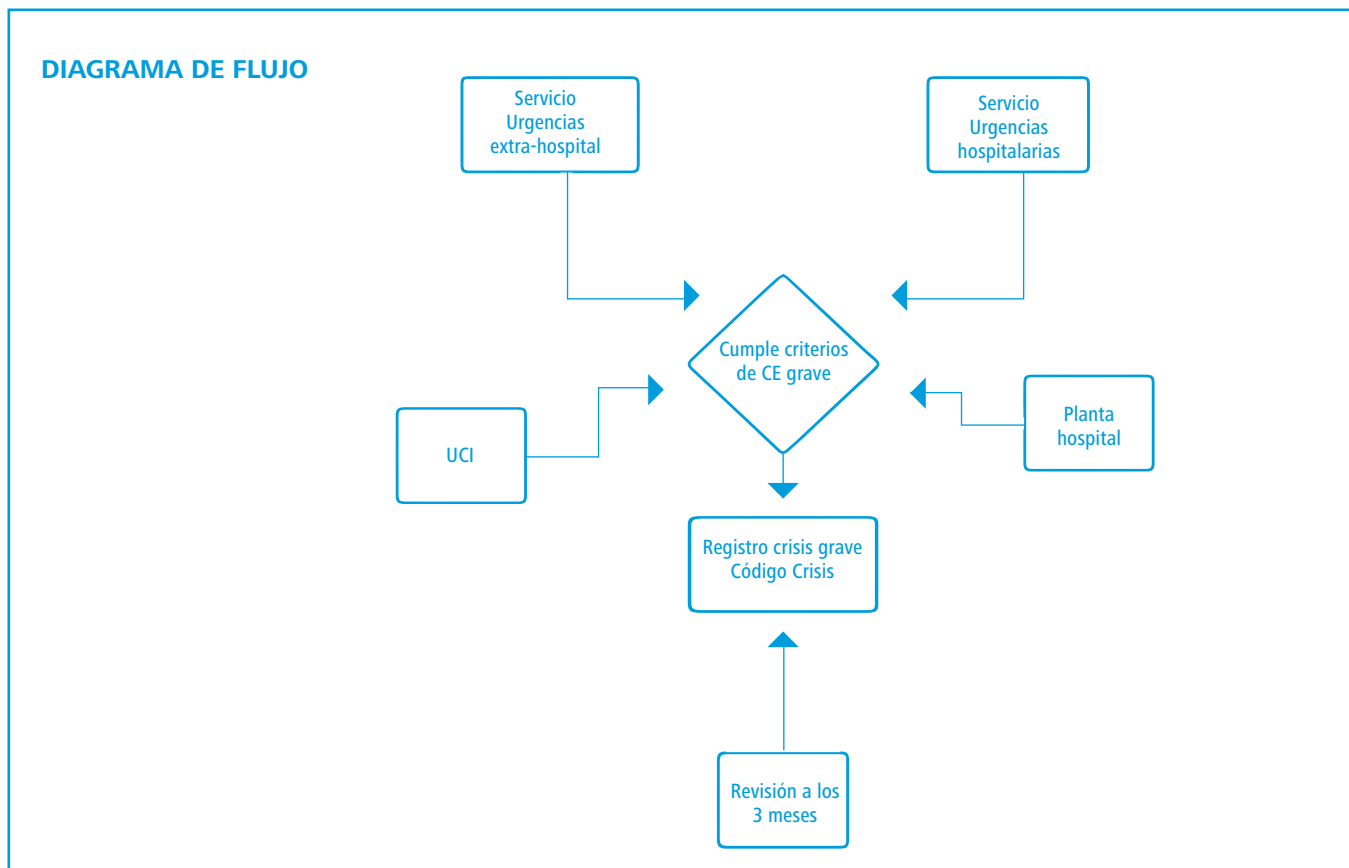 DIAGRAMA DE FLUJO
Servicio
Urgencias
extra-hospital
Servicio
Urgencias
hospitalarias
Cumple criterios
de CE grave
UCI
Planta
hospital
Registro crisis grave
Código Crisis
Revisión a los
3 meses